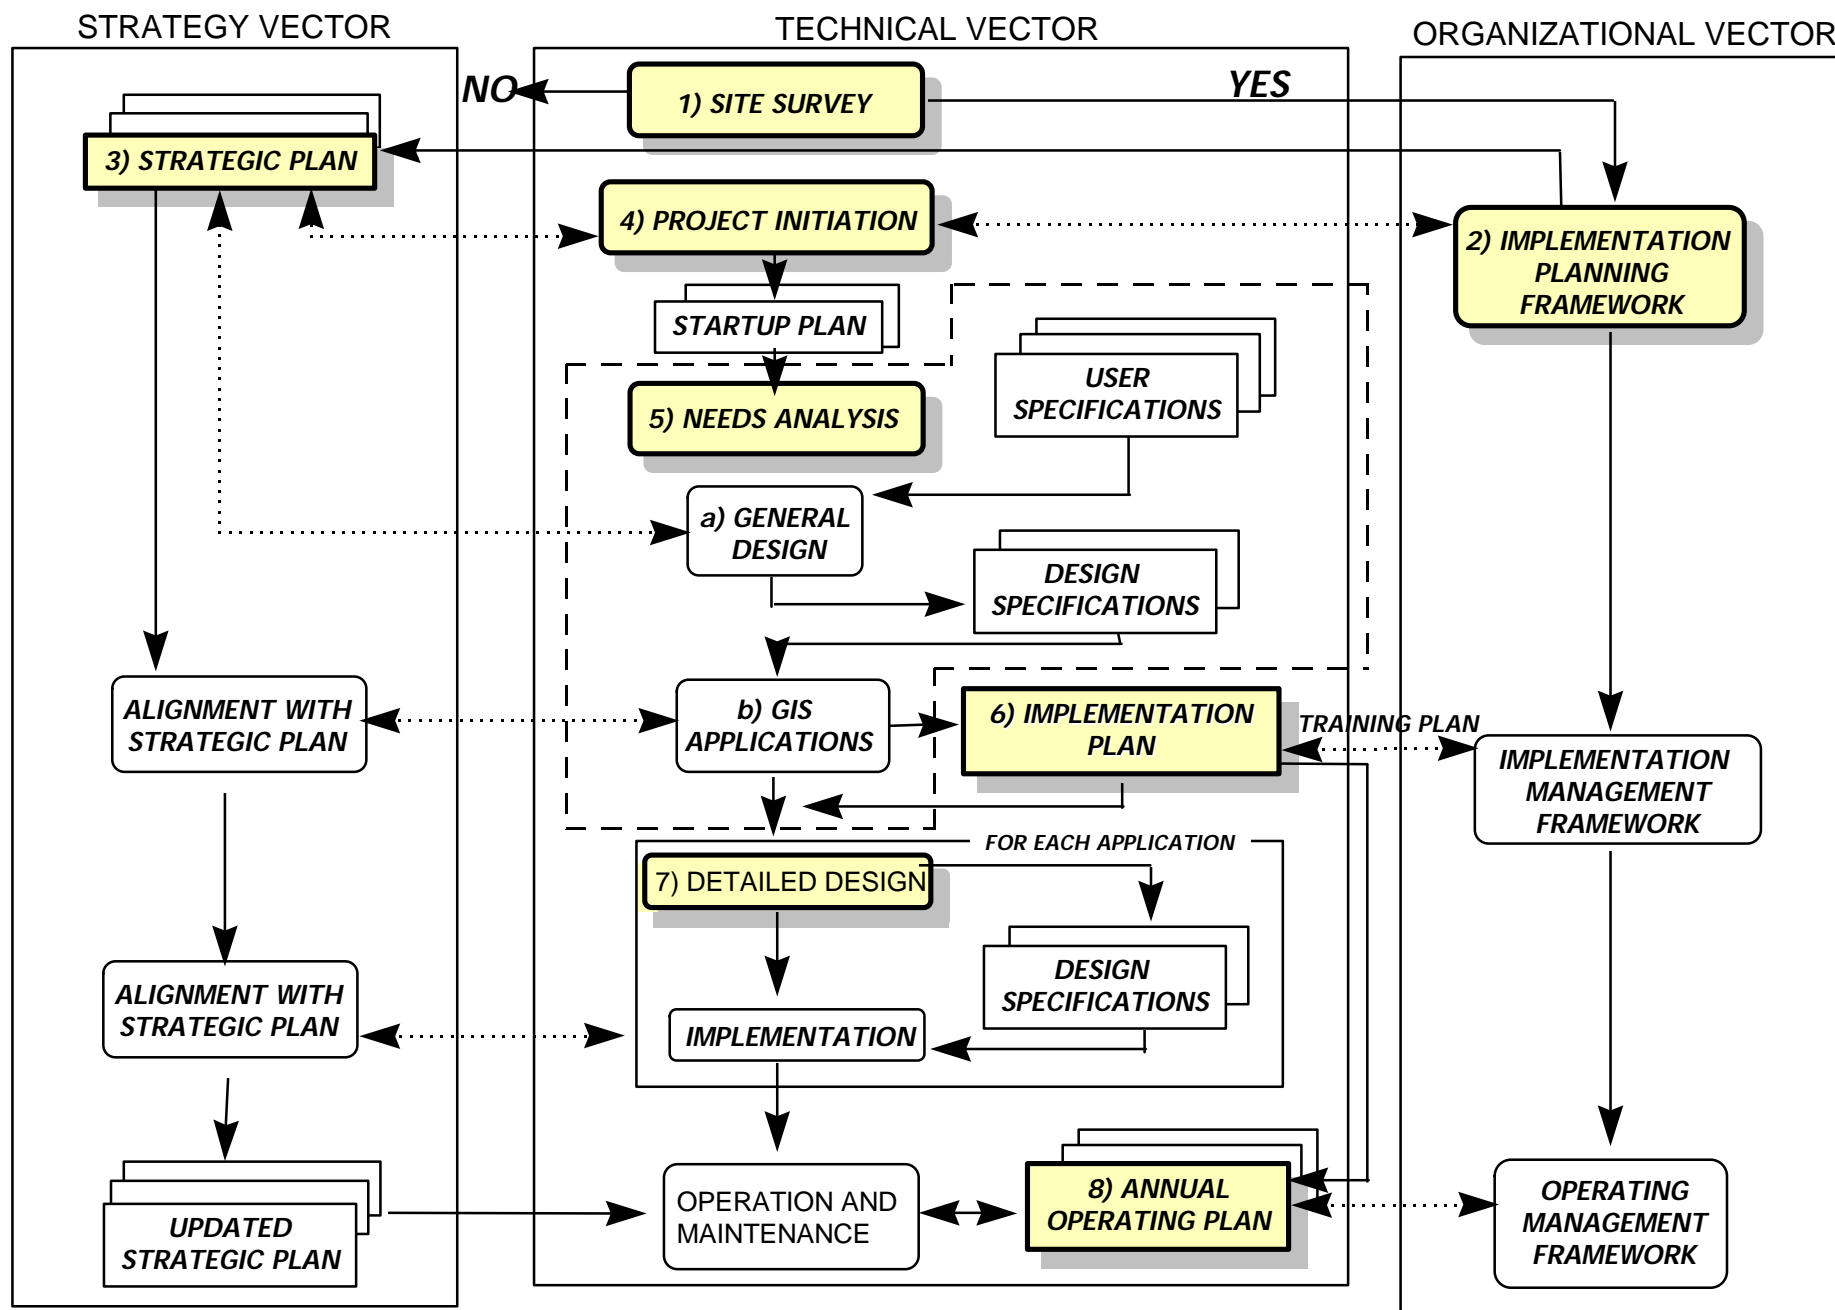 STRATEGY VECTOR
TECHNICAL VECTOR
ORGANIZATIONAL VECTOR
NO
1) SITE SURVEY
YES
3) STRATEGIC PLAN
4) PROJECT INITIATION
2) IMPLEMENTATION
PLANNING
FRAMEWORK
STARTUP PLAN
USER
SPECIFICATIONS
5) NEEDS ANALYSIS
a) GENERAL
DESIGN
DESIGN
SPECIFICATIONS
ALIGNMENT WITH
STRATEGIC PLAN
b) GIS
APPLICATIONS
6) IMPLEMENTATION
PLAN
TRAINING PLAN
IMPLEMENTATION
MANAGEMENT
FRAMEWORK
FOR EACH APPLICATION
7) DETAILED DESIGN
DESIGN
SPECIFICATIONS
ALIGNMENT WITH
STRATEGIC PLAN
IMPLEMENTATION
UPDATED
STRATEGIC PLAN
OPERATION AND
MAINTENANCE
8) ANNUAL
OPERATING PLAN
OPERATING
MANAGEMENT
FRAMEWORK